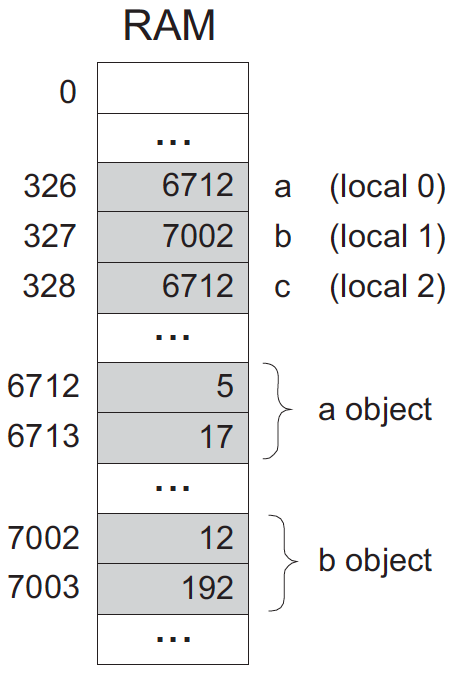 RAM
0
...
326 6712 a (local 0)
327 7002 b (local 1)
328 6712 c (local 2)
...
6712 5
a object
6713 17
...
7002 12
b object
7003 192
...